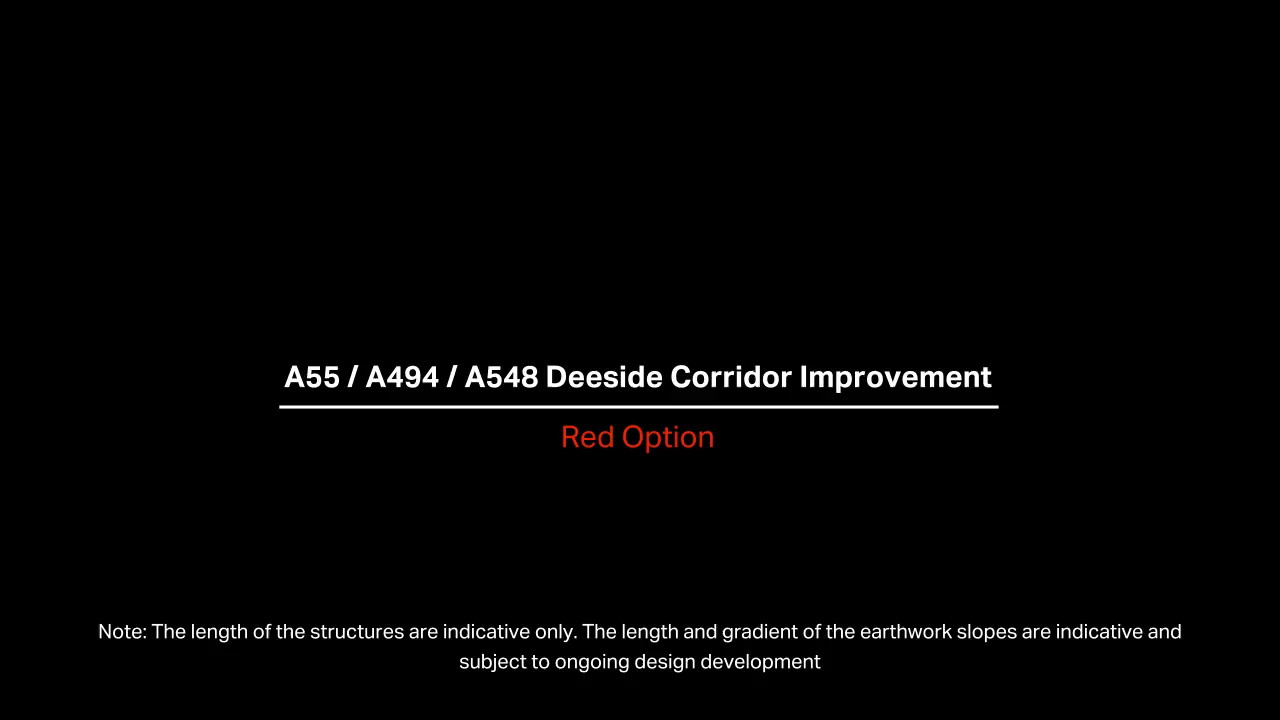 A55 / A494 / A548 Deeside Corridor Improvement
Red Option
Note: The length of the structures are indicative only. The length and gradient of the earthwork slopes are indicative and
subject to ongoing design development